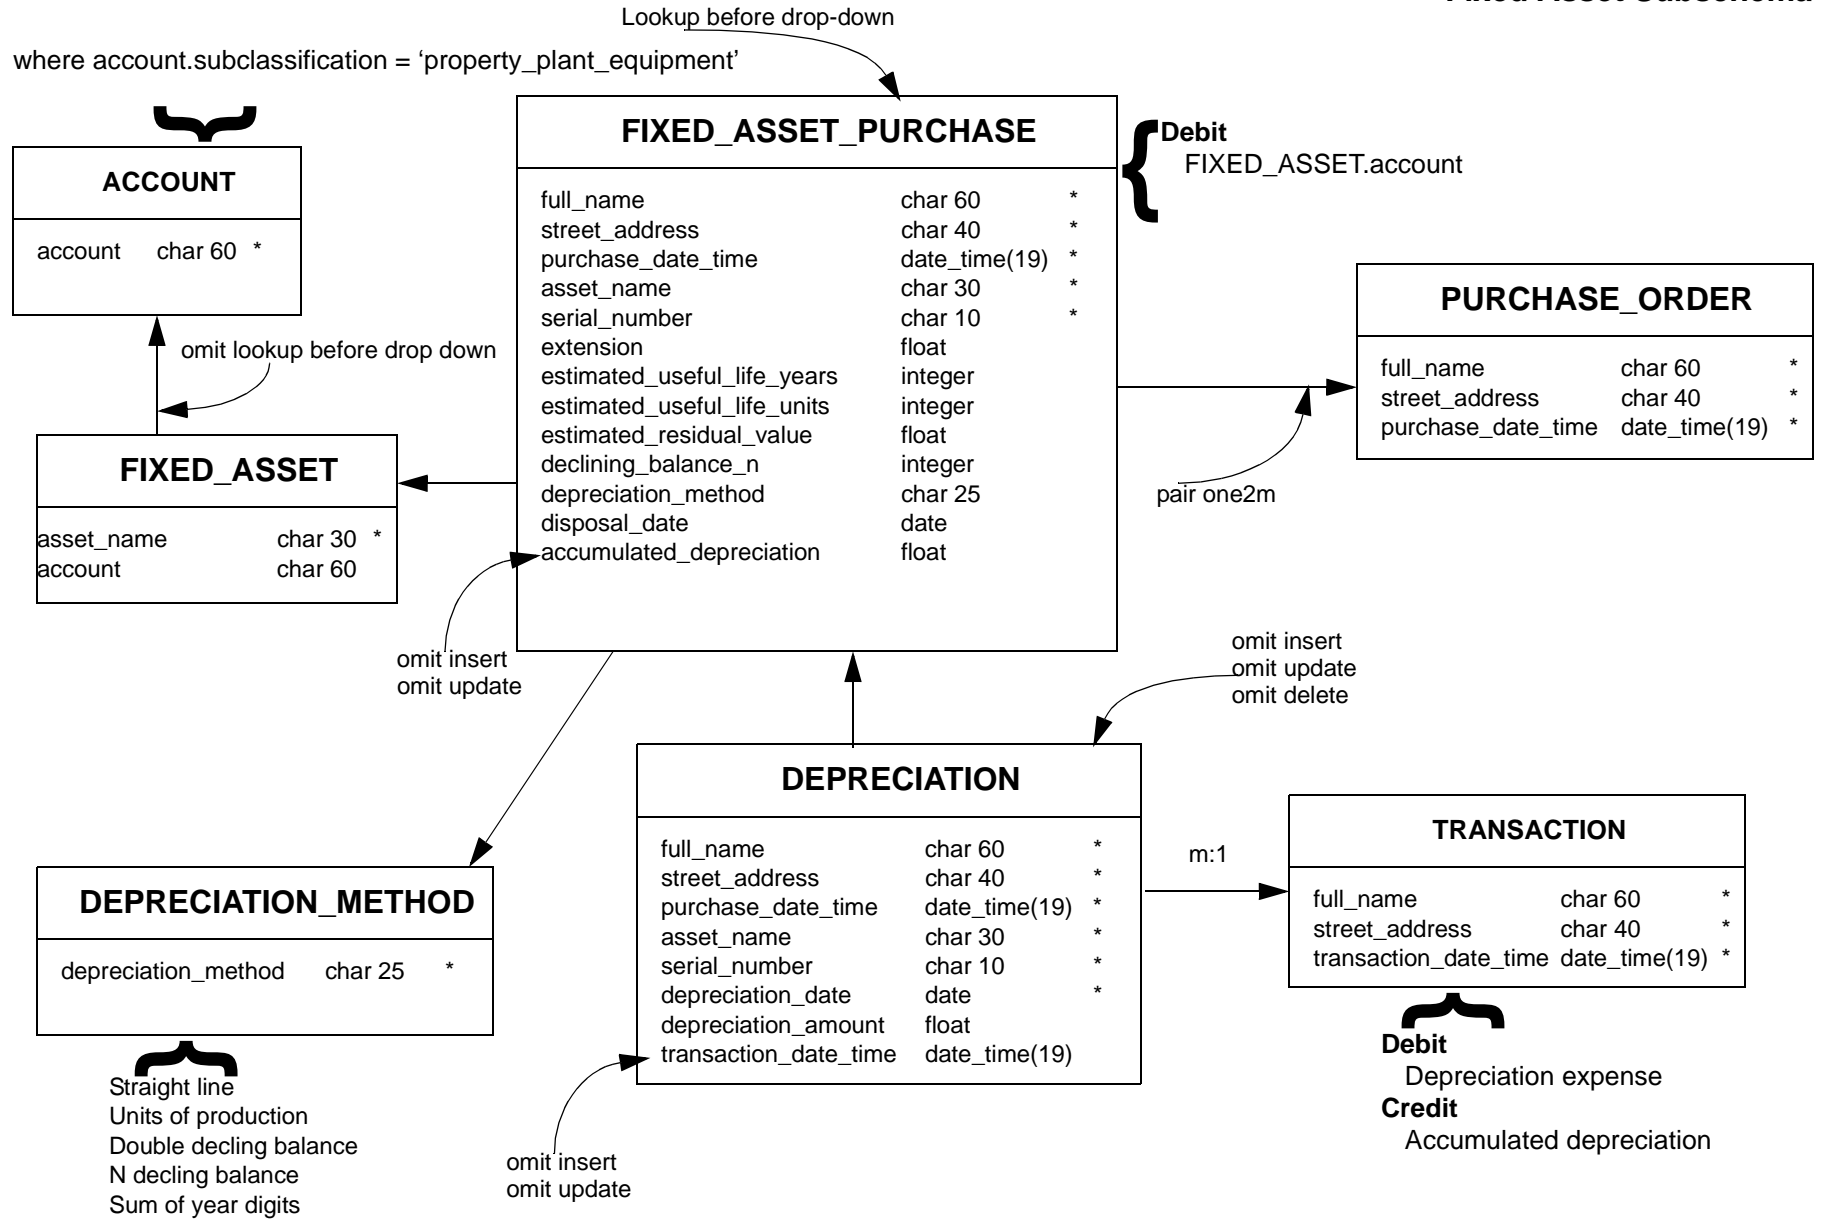 Lookup before drop-down
where account.subclassification = ‘property_plant_equipment’
FIXED_ASSET_PURCHASE
full_name char 60 *
street_address char 40 *
purchase_date_time date_time(19) *
asset_name char 30 *
serial_number char 10 *
extension float
estimated_useful_life_years integer
estimated_useful_life_units integer
estimated_residual_value float
declining_balance_n integer
depreciation_method char 25
disposal_date date
accumulated_depreciation float
Debit
FIXED_ASSET.account
ACCOUNT
account char 60 *
omit lookup before drop down
PURCHASE_ORDER
full_name char 60 *
street_address char 40 *
purchase_date_time date_time(19) *
pair one2m
FIXED_ASSET
asset_name char 30 *
account char 60
omit insert
omit update
omit insert
omit update
omit delete
DEPRECIATION
full_name char 60 *
street_address char 40 *
purchase_date_time date_time(19) *
asset_name char 30 *
serial_number char 10 *
depreciation_date date *
depreciation_amount float
transaction_date_time date_time(19)
m:1
TRANSACTION
full_name char 60 *
street_address char 40 *
transaction_date_time date_time(19) *
Debit
Depreciation expense
Credit
Accumulated depreciation
DEPRECIATION_METHOD
depreciation_method char 25 *
Straight line
Units of production
Double decling balance
N decling balance
Sum of year digits
omit insert
omit update